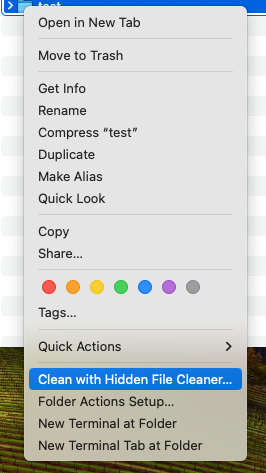 test
Open in New Tab
Move to Trash
Get Info
Rename
Compress “test”
Duplicate
Make Alias
Quick Look
Copy
Share...
Tags...
Quick Actions
Clean with Hidden File Cleaner...
Folder Actions Setup...
New Terminal at Folder
New Terminal Tab at Folder